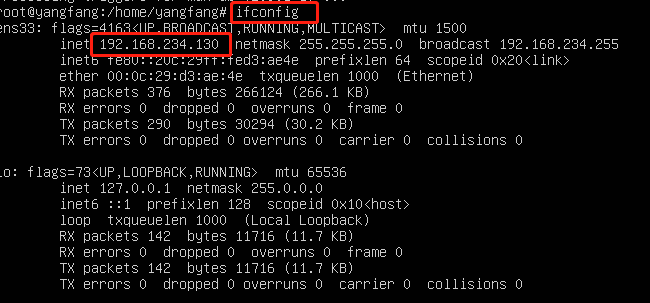 root@yangfang:/home/yangfang# ifconfig
ens33: flags=4163<UP,BROADCAST,RUNNING,MULTICAST> mtu 1500
inet 192.168.234.130 netmask 255.255.255.0 broadcast 192.168.234.255
inet6 fe80::20c:29ff:fed3:ae4e prefixlen 64 scopeid 0x20<link>
ether 00:0c:29:d3:ae:4e txqueuelen 1000 (Ethernet)
RX packets 376 bytes 266124 (266.1 KB)
RX errors 0 dropped 0 overruns 0 frame 0
TX packets 290 bytes 30294 (30.2 KB)
TX errors 0 dropped 0 overruns 0 carrier 0 collisions 0
lo: flags=73<UP,LOOPBACK,RUNNING> mtu 65536
inet 127.0.0.1 netmask 255.0.0.0
inet6 ::1 prefixlen 128 scopeid 0x10<host>
loop txqueuelen 1000 (Local Loopback)
RX packets 142 bytes 11716 (11.7 KB)
RX errors 0 dropped 0 overruns 0 frame 0
TX packets 142 bytes 11716 (11.7 KB)
TX errors 0 dropped 0 overruns 0 carrier 0 collisions 0